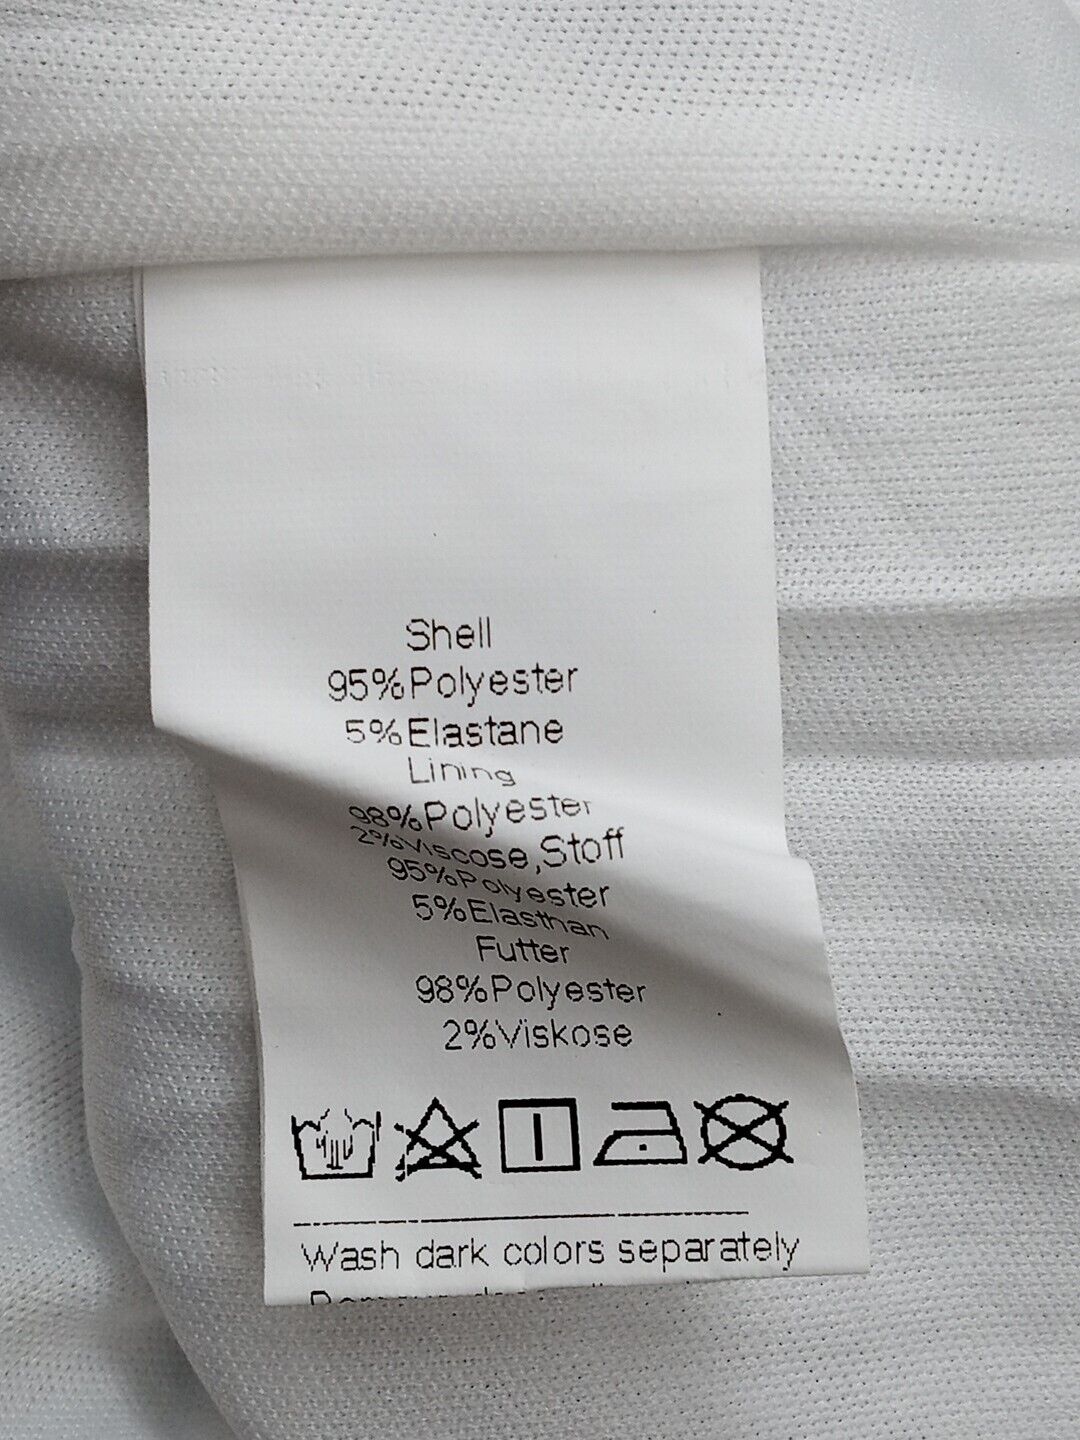 Shell
95%Polyester
5%Elastane
Lining
98%Polyester
2%Viscose,Stoff
95%Polyester
5%Elasthan
Futter
98%Polyester
2%Viskose
Wash dark colors separately